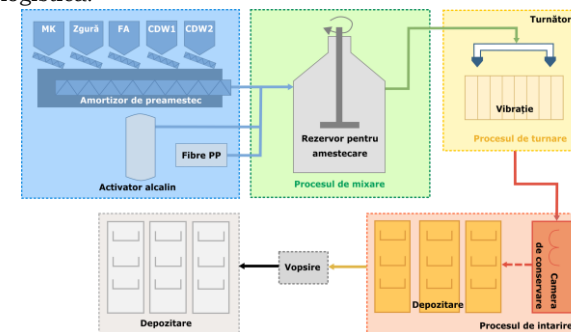 logistica.
MK Zgură FA CDW1 CDW2
Amortizor de preamestec
Activator alcalin
Fibre PP
Rezervor pentru
amestecare
Procesul de mixare
Turnător
Vibrație
Procesul de turnare
Camera
de conservare
Depozitare
Procesul de intarire
Vopsire
Depozitare